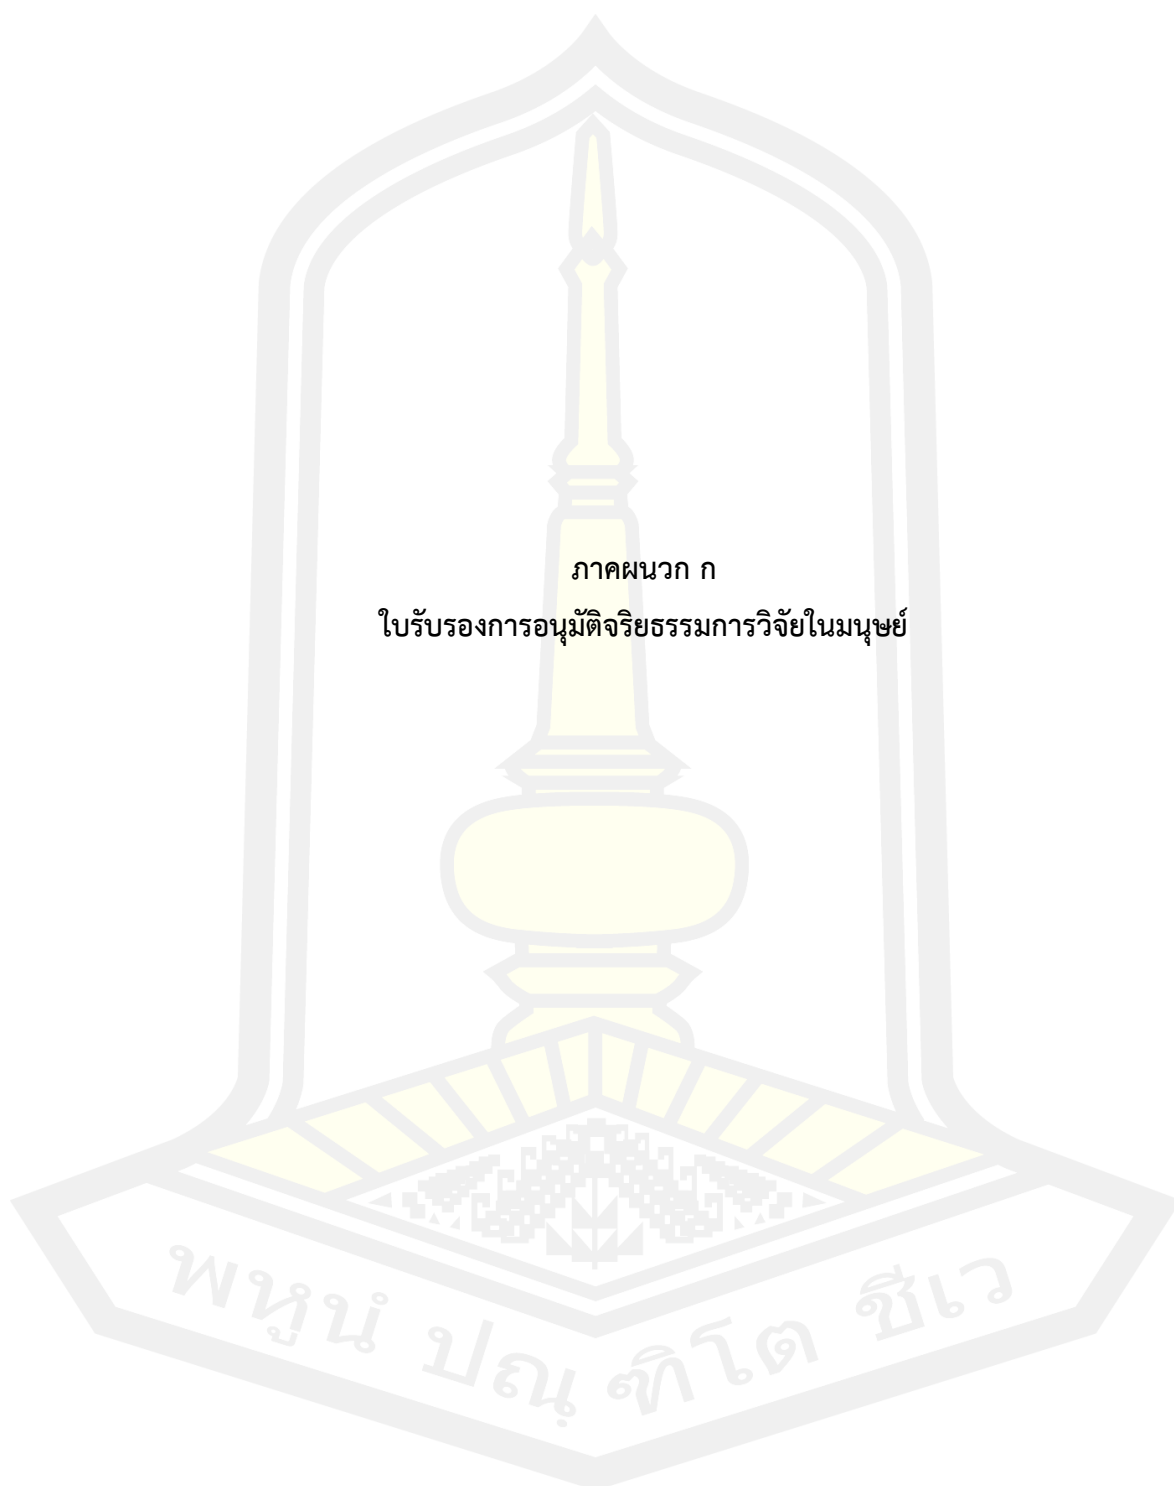 ภาคผนวก ก
ใบรับรองการอนุมัติจริยธรรมการวิจัยในมนุษย์
พหูนํ ปณฺฑิโต ชีเว